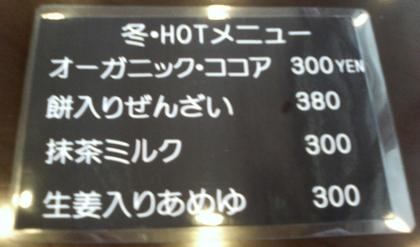 冬・HOTメニュー
オーガニック・ココア 300YEN
餅入りぜんざい 380
抹茶ミルク 300
生姜入りあめゆ 300